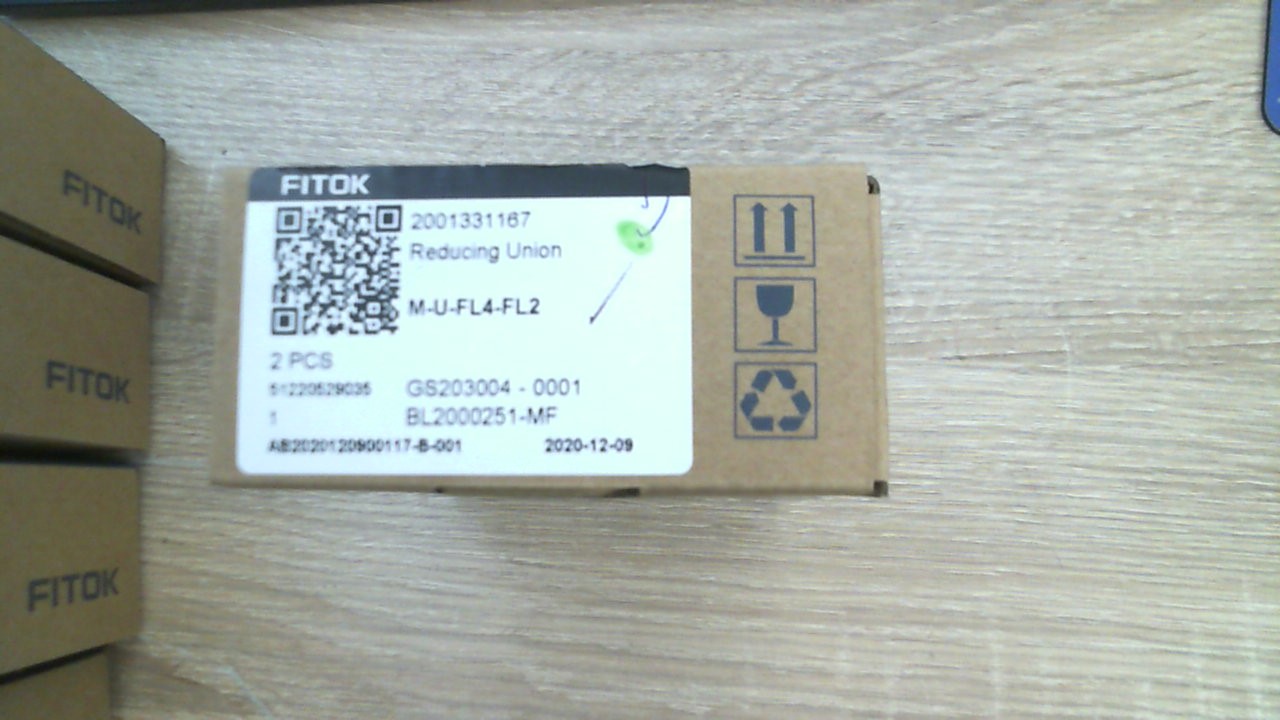 FITOK
2001331167
Reducing Union
M-U-FL4-FL2
2 PCS
51220529035 GS203004 - 0001
1 BL2000251-MF
AB2020120900117-B-001 2020-12-09
FITOK
FITOK
FITOK